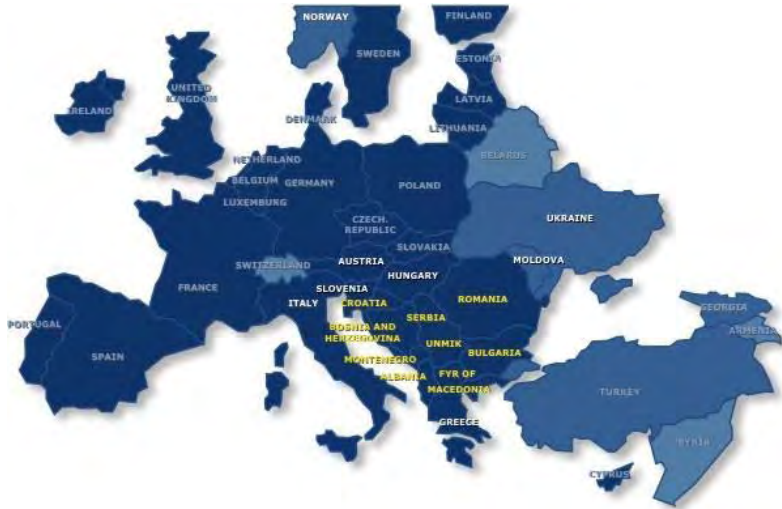 NORWAY
FINLAND
SWEDEN
ESTONIA
UNITED
KINGDOM
LATVIA
IRELAND
DENMARK
LITHUANIA
BELARUS
NETHERLAND
BELGIUM
GERMANY
POLAND
LUXEMBURG
UKRAINE
CZECH.
REPUBLIC
SLOVAKIA
AUSTRIA
MOLDOVA
SWITZERLAND
HUNGARY
FRANCE
SLOVENIA
ITALY
CROATIA
ROMANIA
GEORGIA
SERBIA
PORTUGAL
BOSNIA AND
HERZEGOVINA
ARMENIA
UNMIK
SPAIN
MONTENEGRO
BULGARIA
ALBANIA
FYR OF
MACEDONIA
TURKEY
GREECE
SYRIA
CYPRUS